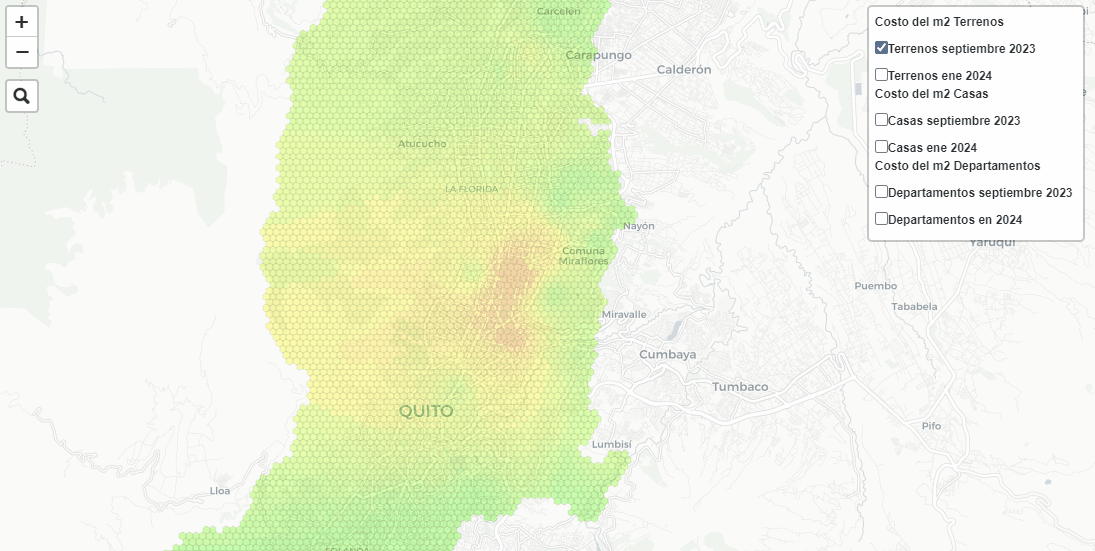 +
−
Carcelén
Carapungo
Calderón
Atucucho
LA FLORIDA
Nayón
Comuna
Miraflores
Miravalle
Cumbaya
Tumbaco
QUITO
Lumbisí
Lloa
Puembo
Tababela
Yaruquí
Pifo
Costo del m2 Terrenos
Terrenos septiembre 2023
Terrenos ene 2024
Costo del m2 Casas
Casas septiembre 2023
Casas ene 2024
Costo del m2 Departamentos
Departamentos septiembre 2023
Departamentos en 2024